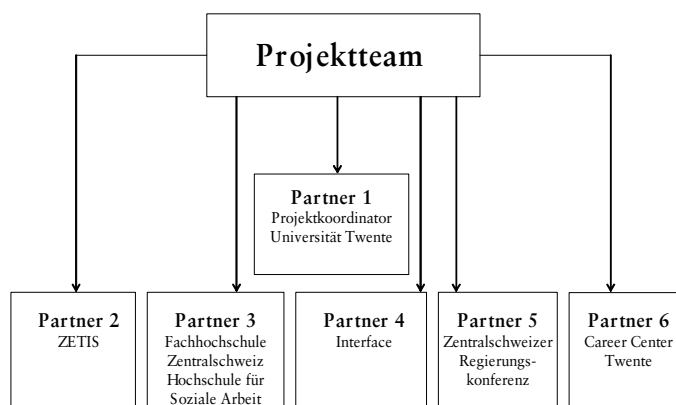 Projektteam
Partner 1
Projektkoordinator
Universität Twente
Partner 2
ZETIS
Partner 3
Fachhochschule
Zentralschweiz
Hochschule für
Soziale Arbeit
Partner 4
Interface
Partner 5
Zentralschweizer
Regierungs-
konferenz
Partner 6
Career Center
Twente